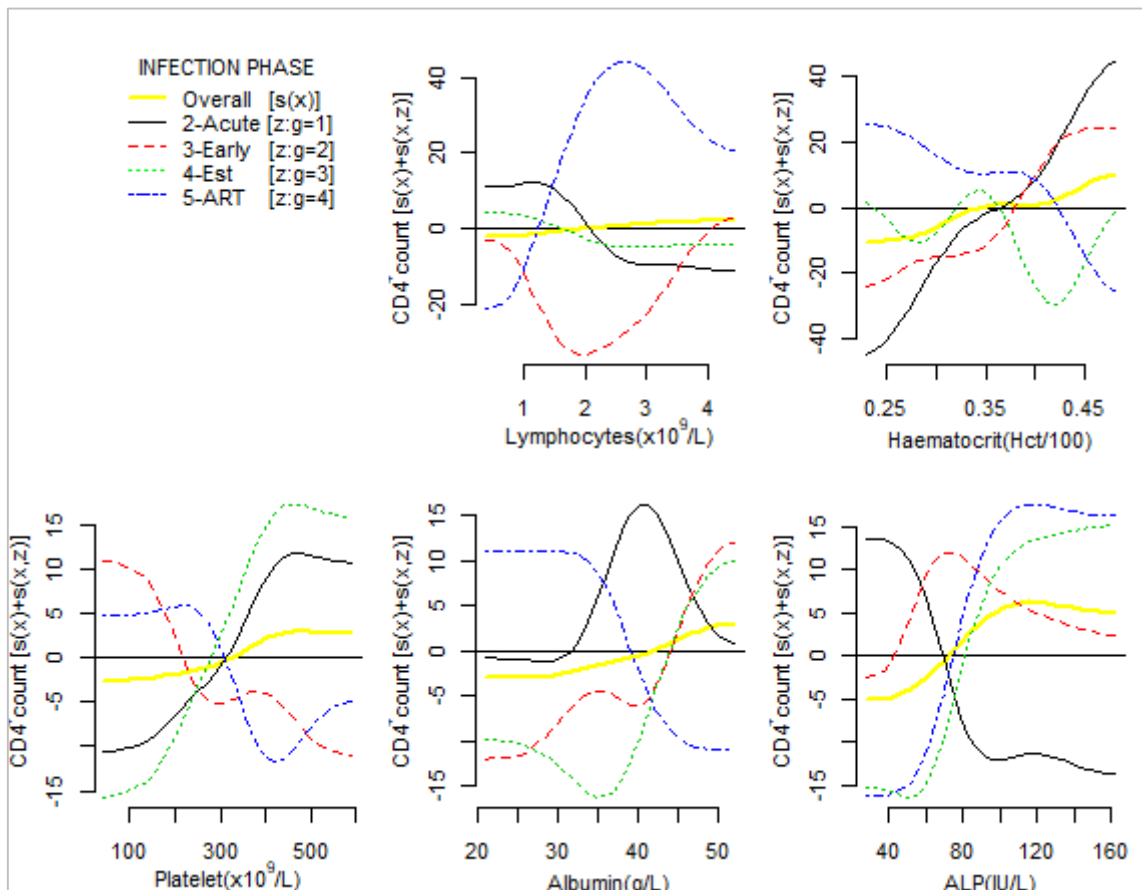 INFECTION PHASE
Overall [s(x)]
2-Acute [z:g=1]
3-Early [z:g=2]
4-Est [z:g=3]
5-ART [z:g=4]
CD4⁺count [s(x)+s(x,z)]
40
20
0
-20
1 2 3 4
Lymphocytes(x10⁹/L)
CD4⁺count [s(x)+s(x,z)]
40
20
0
-20
-40
0.25 0.35 0.45
Haematocrit(Hct/100)
CD4⁺count [s(x)+s(x,z)]
15
10
5
0
-5
-15
100 300 500
Platelet(x10⁹/L)
CD4⁺count [s(x)+s(x,z)]
15
10
5
0
-5
-15
20 30 40 50
Albumin(g/L)
CD4⁺count [s(x)+s(x,z)]
15
10
5
0
-5
-15
40 80 120 160
ALP(IU/L)